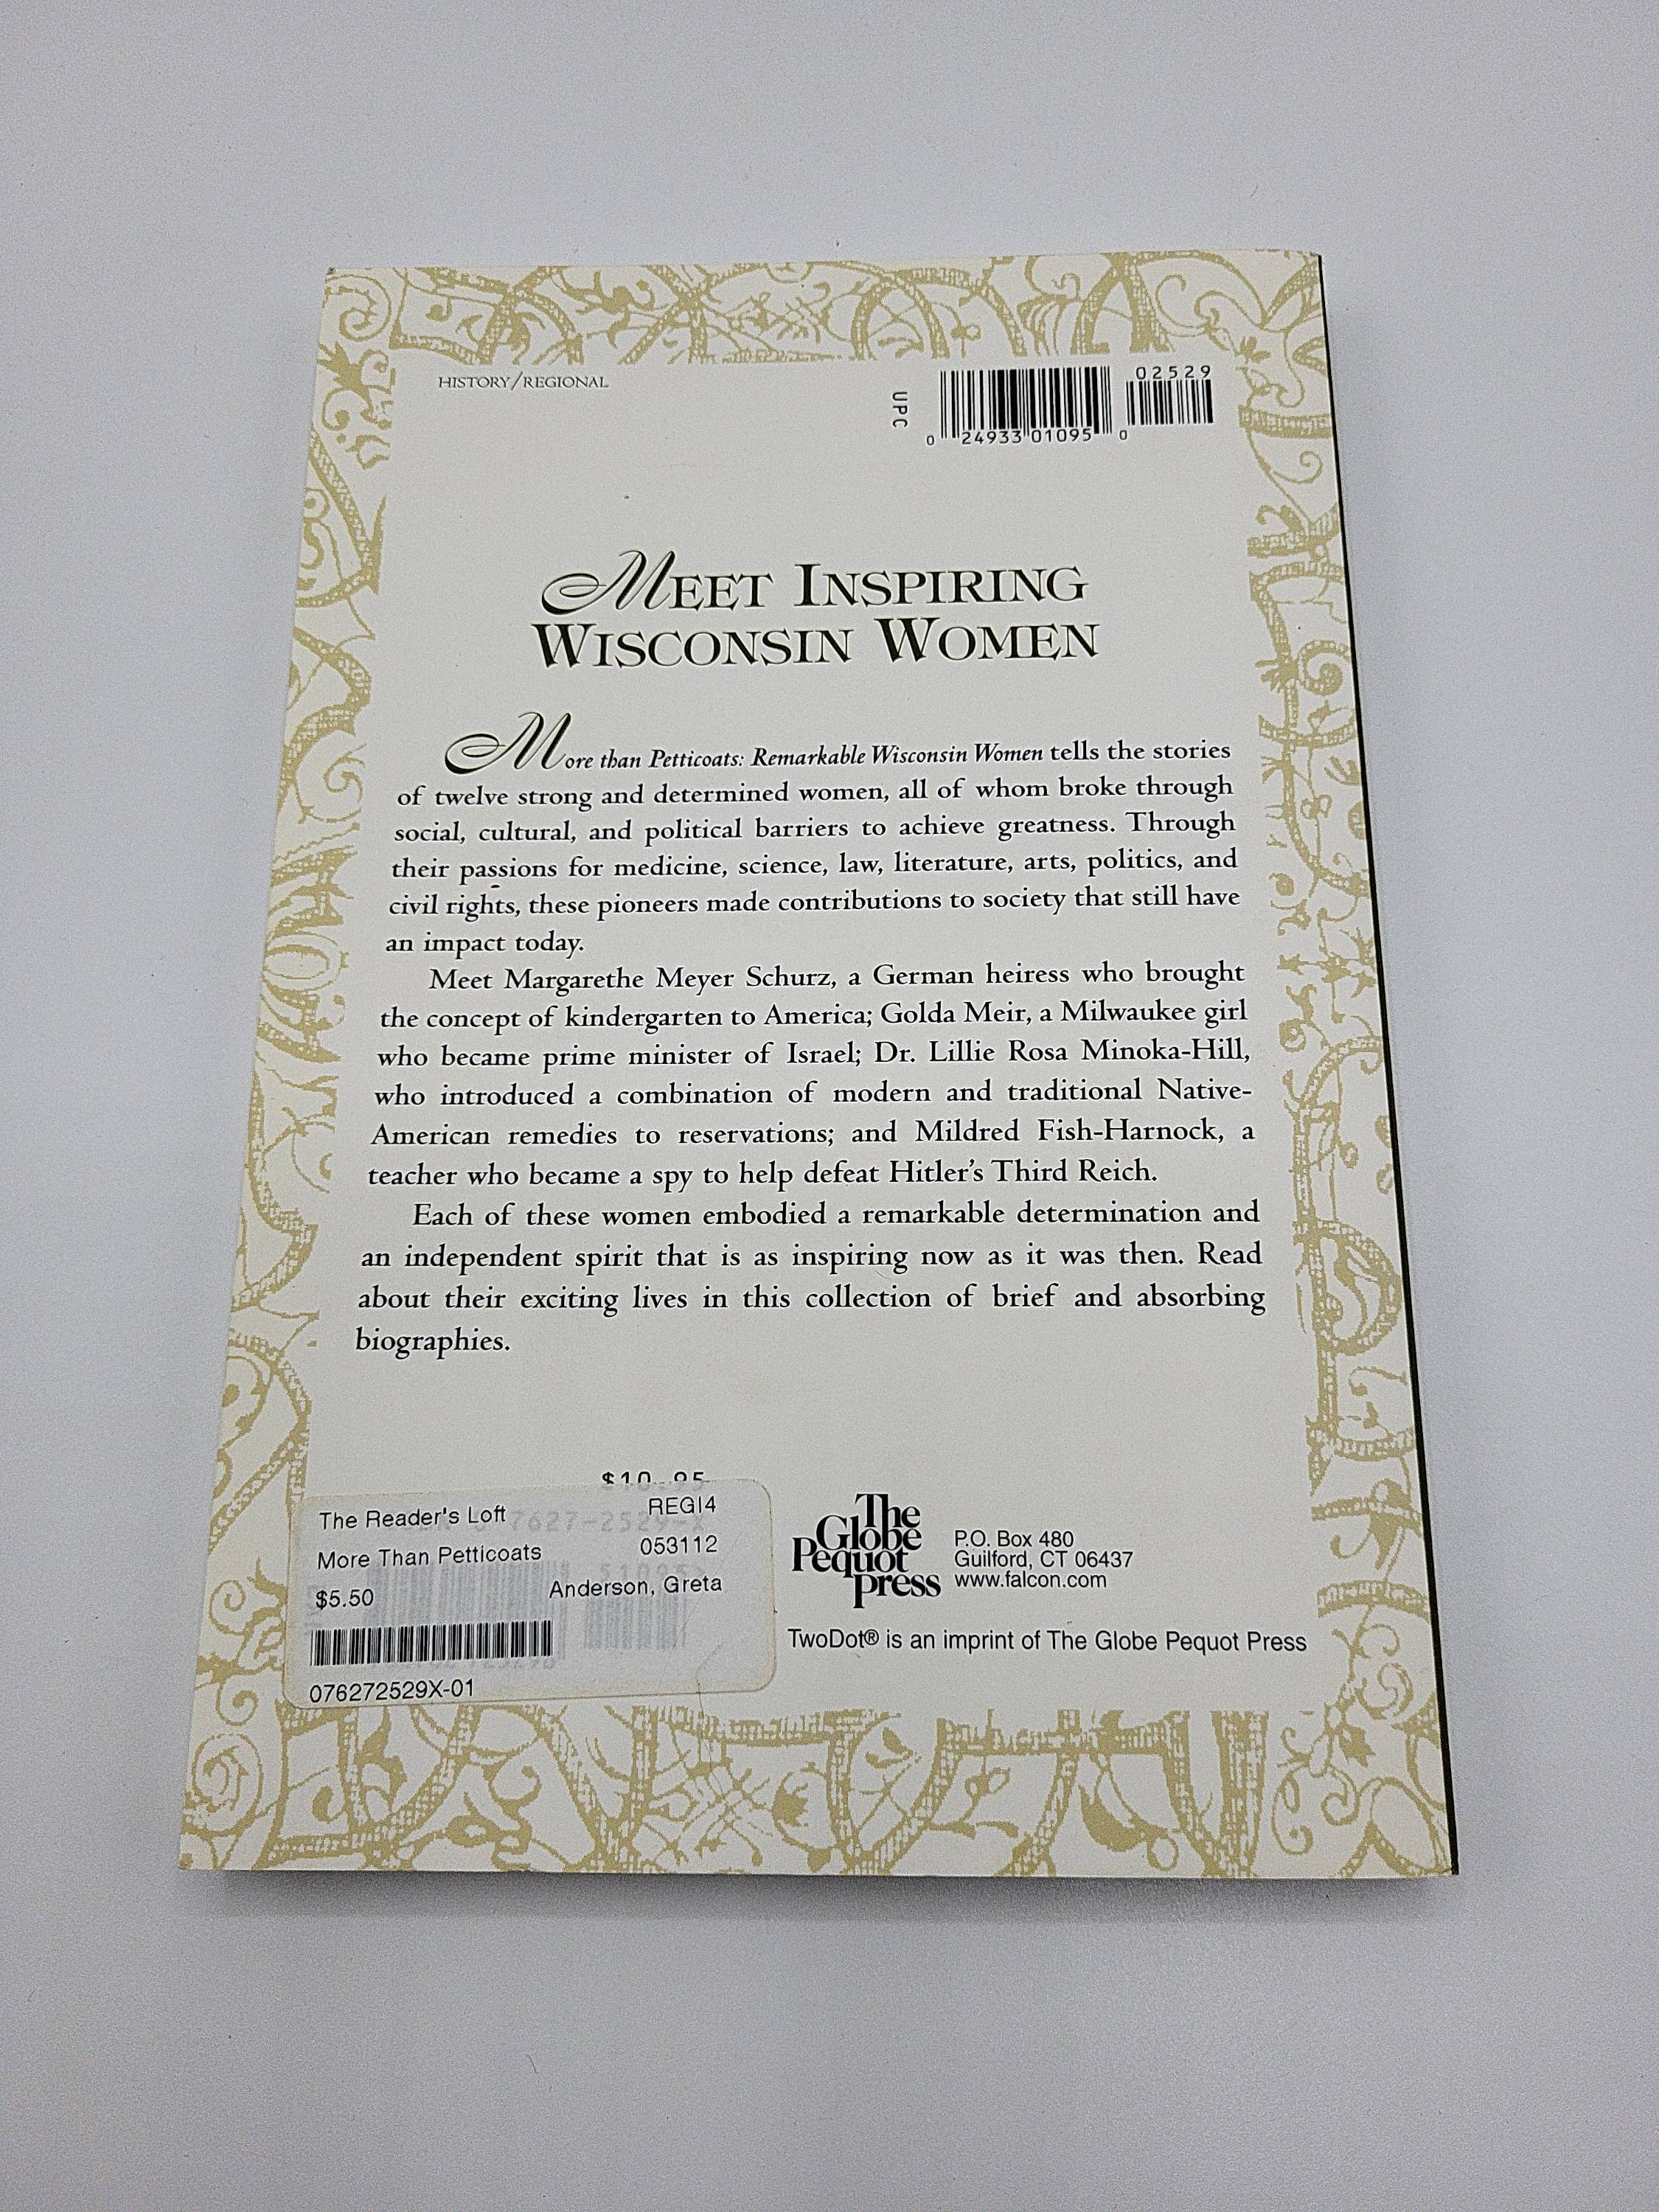 HISTORY/REGIONAL
UPC
02529
0 24933 01095 0
MEET INSPIRING
WISCONSIN WOMEN
More than Petticoats: Remarkable Wisconsin Women tells the stories
of twelve strong and determined women, all of whom broke through
social, cultural, and political barriers to achieve greatness. Through
their passions for medicine, science, law, literature, arts, politics, and
civil rights, these pioneers made contributions to society that still have
an impact today.
Meet Margarethe Meyer Schurz, a German heiress who brought
the concept of kindergarten to America; Golda Meir, a Milwaukee girl
who became prime minister of Israel; Dr. Lillie Rosa Minoka-Hill,
who introduced a combination of modern and traditional Native-
American remedies to reservations; and Mildred Fish-Harnock, a
teacher who became a spy to help defeat Hitler's Third Reich.
Each of these women embodied a remarkable determination and
an independent spirit that is as inspiring now as it was then. Read
about their exciting lives in this collection of brief and absorbing
biographies.
$10.95
The Reader's Loft REGI4
More Than Petticoats 053112
$5.50 Anderson, Greta
076272529X-01
The
Globe
Pequot
Press
P.O. Box 480
Guilford, CT 06437
www.falcon.com
TwoDot® is an imprint of The Globe Pequot Press